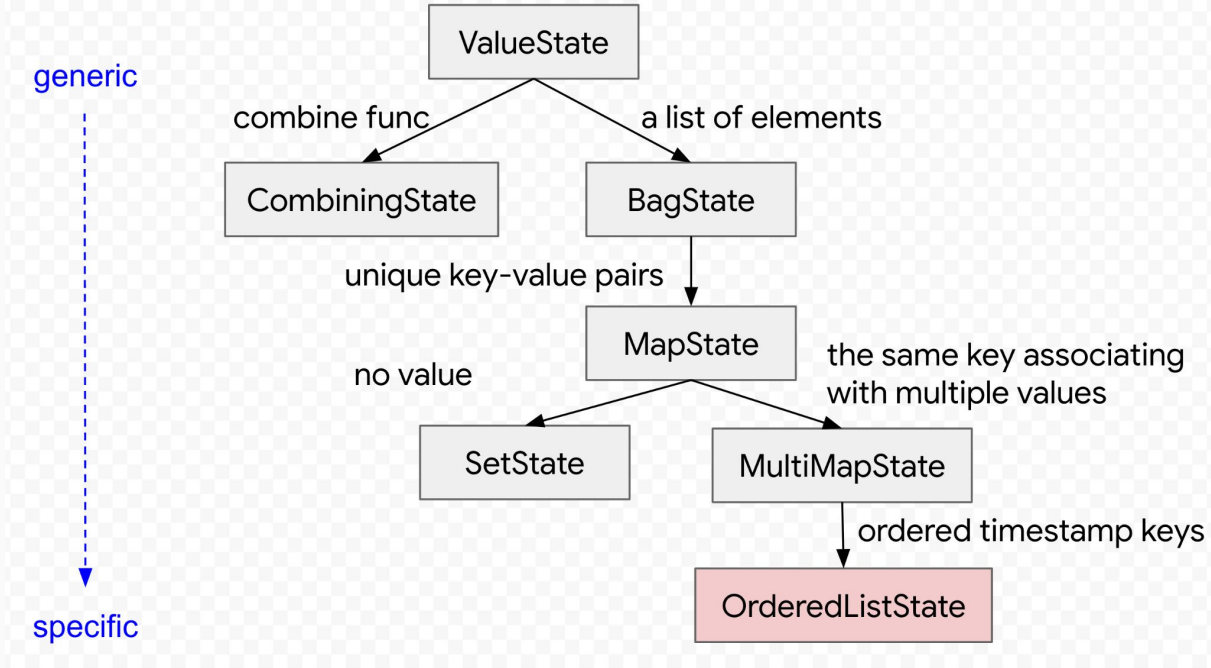 ValueState
generic
combine func
a list of elements
CombiningState
BagState
unique key-value pairs
MapState
no value
the same key associating
with multiple values
SetState
MultiMapState
ordered timestamp keys
OrderedListState
specific